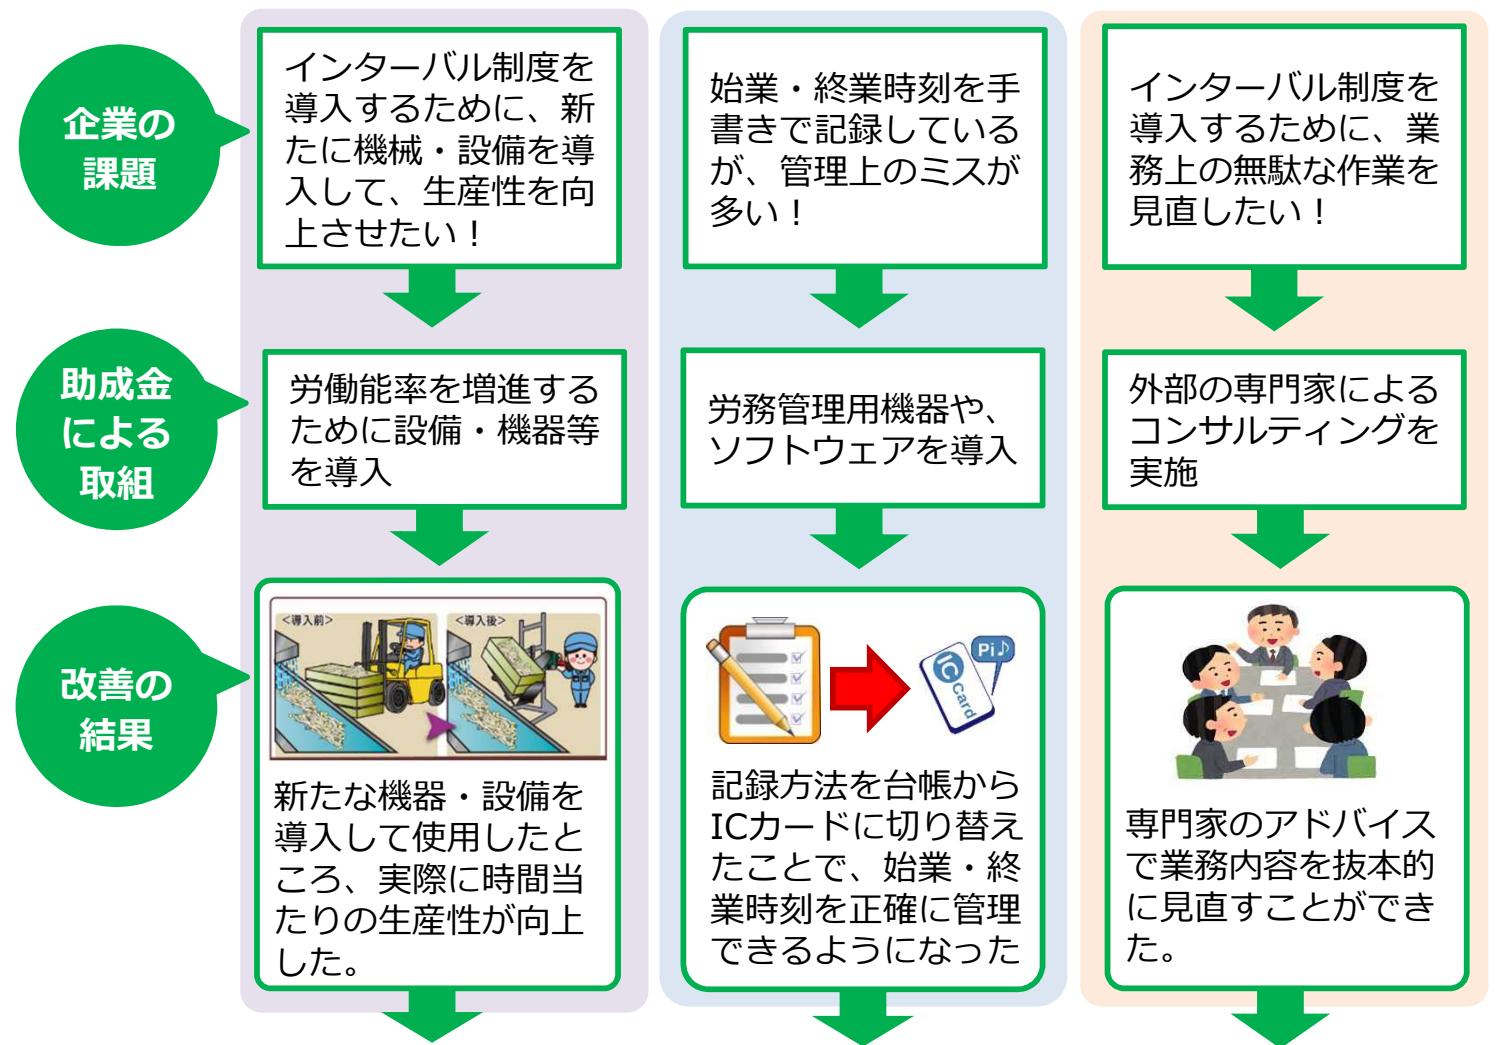 企業の
課題
インターバル制度を
導入するために、新
たに機械・設備を導
入して、生産性を向
上させたい！
始業・終業時刻を手
書きで記録している
が、管理上のミスが
多い！
インターバル制度を
導入するために、業
務上の無駄な作業を
見直したい！
助成金
による
取組
労働能率を増進する
ために設備・機器等
を導入
労務管理用機器や、
ソフトウェアを導入
外部の専門家による
コンサルティングを
実施
改善の
結果
<導入前>
<導入後>
新たな機器・設備を
導入して使用したと
ころ、実際に時間当
たりの生産性が向上
した。
IC
Card
Pi♪
記録方法を台帳から
ICカードに切り替え
たことで、始業・終
業時刻を正確に管理
できるようになった
専門家のアドバイス
で業務内容を抜本的
に見直すことができ
た。